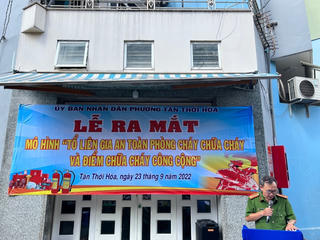 ỦY BAN NHÂN DÂN PHƯỜNG TÂN THỚI HÒA
LỄ RA MẮT
MÔ HÌNH "TỔ LIÊN GIA AN TOÀN PHÒNG CHÁY CHỮA CHÁY
VÀ ĐIỂM CHỮA CHÁY CÔNG CỘNG"
Tân Thới Hòa, ngày 23 tháng 9 năm 2022